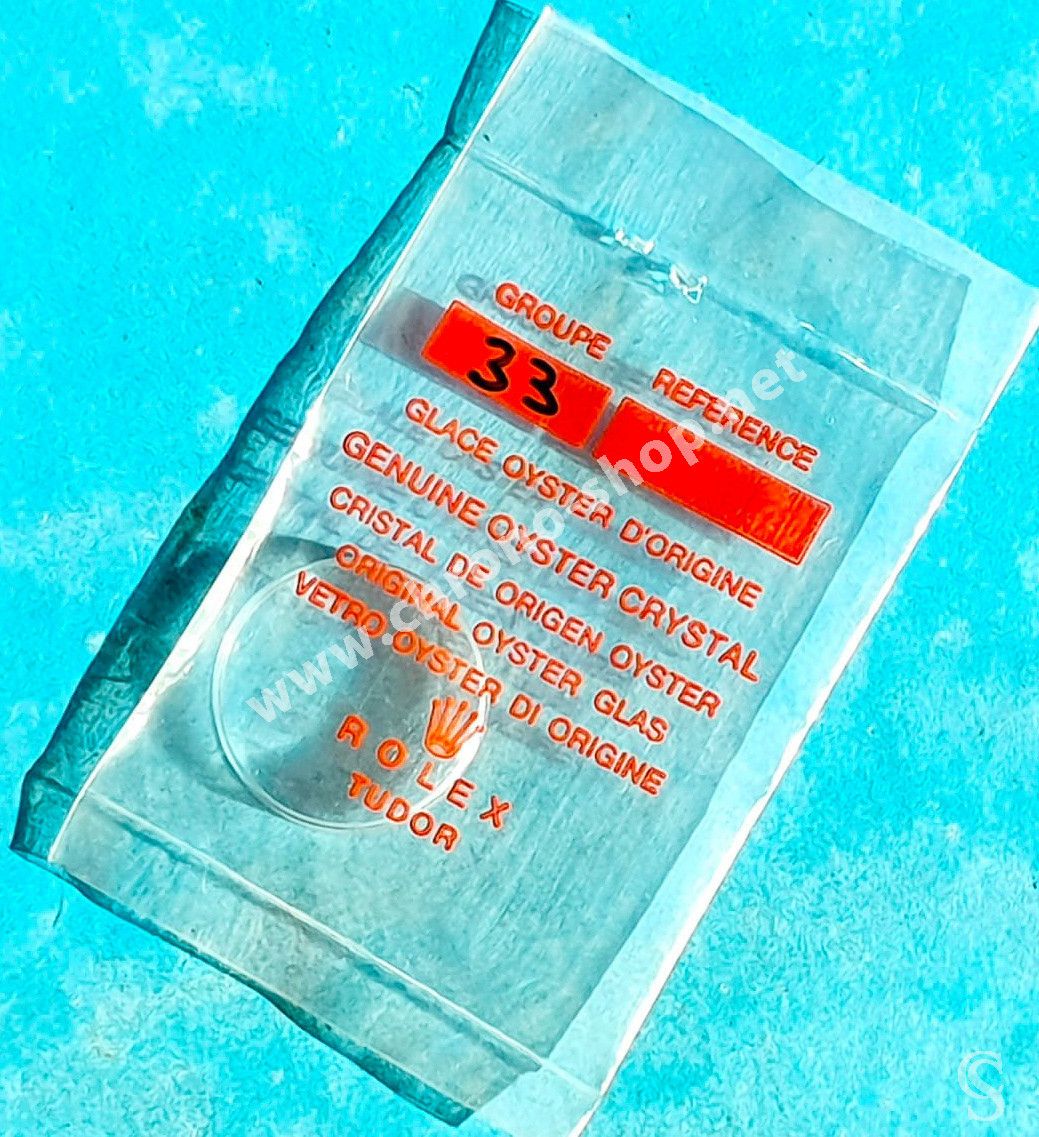 GROUPE REFERENCE
33
GLACE OYSTER D'ORIGINE
GENUINE OYSTER CRYSTAL
CRISTAL DE ORIGEN OYSTER
ORIGINAL OYSTER GLAS
VETRO OYSTER DI ORIGINE
ROLEX
TUDOR